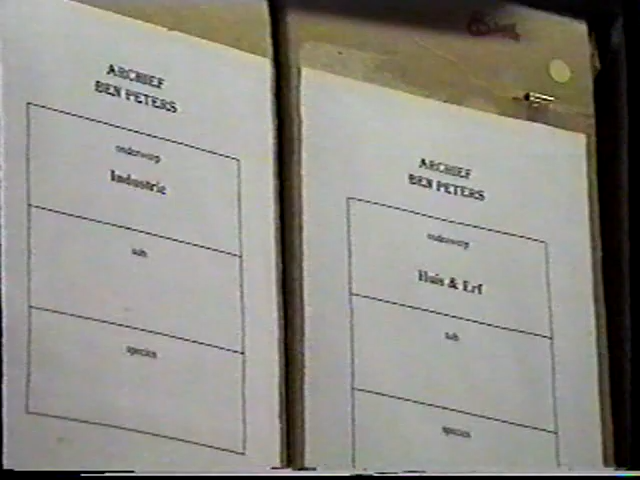 ARCHIEF
BEN PETERS
onderwerp
Industrie
sub
species
ARCHIEF
BEN PETERS
onderwerp
Huis & Erf
sub
species